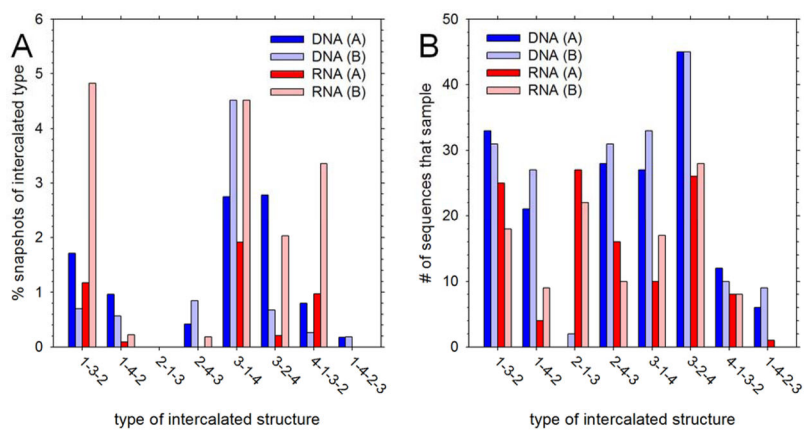 A
DNA (A)
DNA (B)
RNA (A)
RNA (B)
% snapshots of intercalated type
6
5
4
3
2
1
0
1-3-2
1-4-2
2-1-3
2-4-3
3-1-4
3-2-4
4-1-3-2
1-4-2-3
type of intercalated structure
B
DNA (A)
DNA (B)
RNA (A)
RNA (B)
# of sequences that sample
50
40
30
20
10
0
1-3-2
1-4-2
2-1-3
2-4-3
3-1-4
3-2-4
4-1-3-2
1-4-2-3
type of intercalated structure